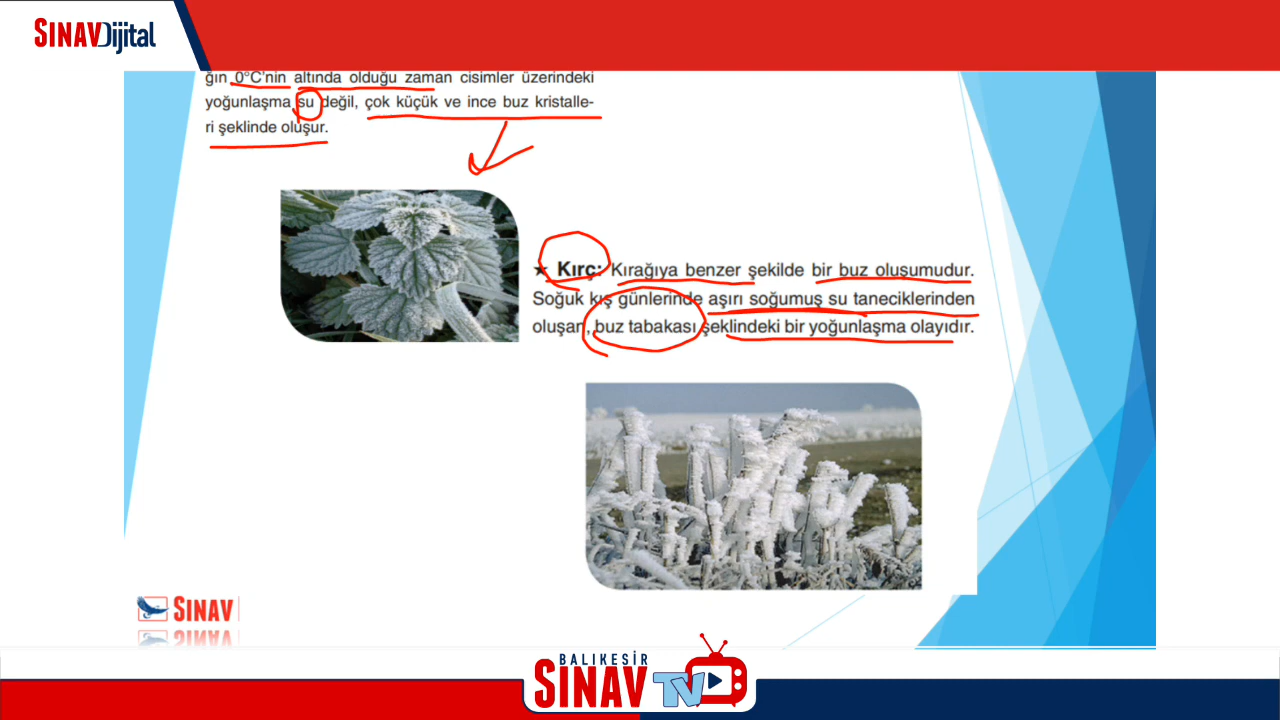 SINAVDijital
ğın 0°C'nin altında olduğu zaman cisimler üzerindeki
yoğunlaşma su değil, çok küçük ve ince buz kristalle-
ri şeklinde oluşur.
★ Kırç: Kırağıya benzer şekilde bir buz oluşumudur.
Soğuk kış günlerinde aşırı soğumuş su taneciklerinden
oluşan, buz tabakası şeklindeki bir yoğunlaşma olayıdır.
SINAV
BALIKESİR
SINAV TV